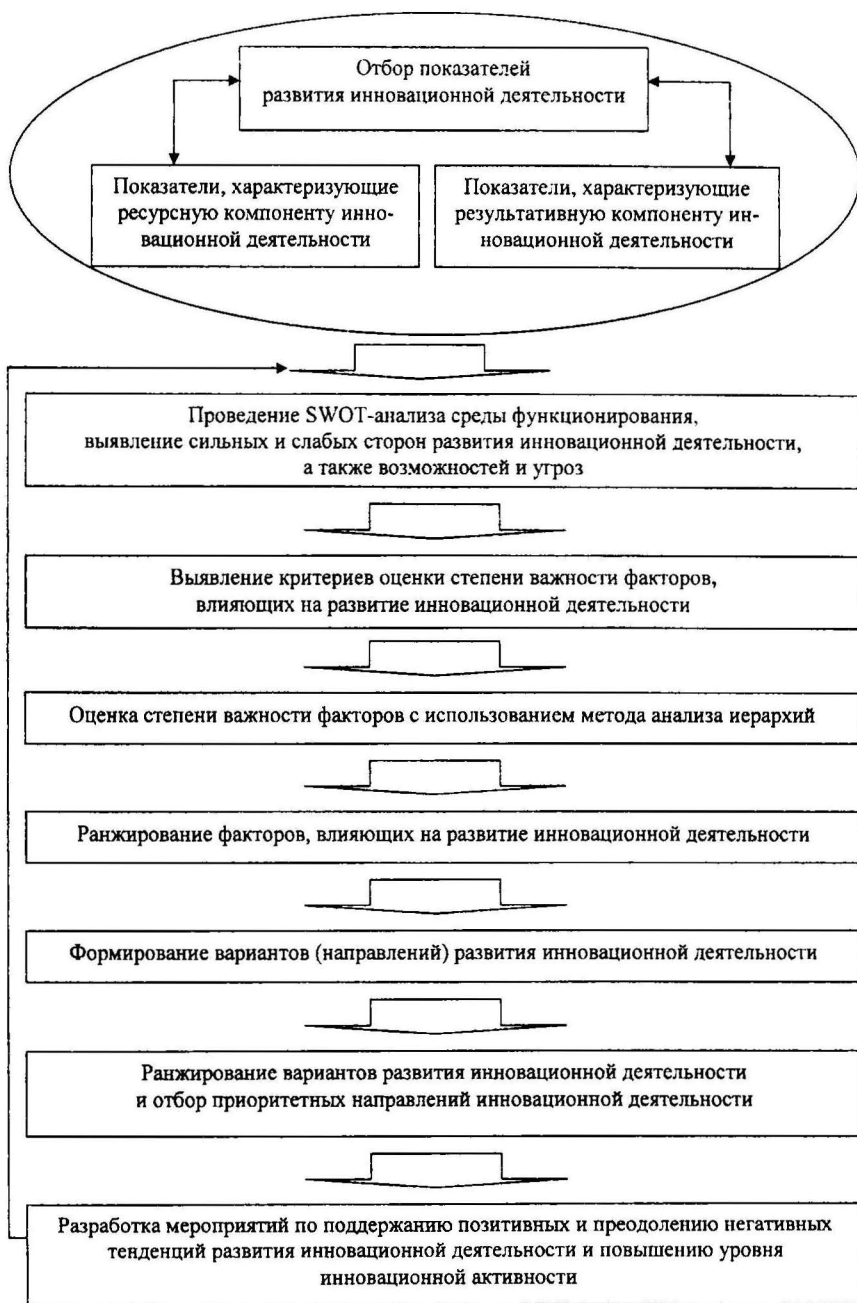 Отбор показателей
развития инновационной деятельности
Показатели, характеризующие
ресурсную компоненту инно-
вационной деятельности
Показатели, характеризующие
результативную компоненту ин-
новационной деятельности
Проведение SWOT-анализа среды функционирования,
выявление сильных и слабых сторон развития инновационной деятельности,
а также возможностей и угроз
Выявление критериев оценки степени важности факторов,
влияющих на развитие инновационной деятельности
Оценка степени важности факторов с использованием метода анализа иерархий
Ранжирование факторов, влияющих на развитие инновационной деятельности
Формирование вариантов (направлений) развития инновационной деятельности
Ранжирование вариантов развития инновационной деятельности
и отбор приоритетных направлений инновационной деятельности
Разработка мероприятий по поддержанию позитивных и преодолению негативных
тенденций развития инновационной деятельности и повышению уровня
инновационной активности